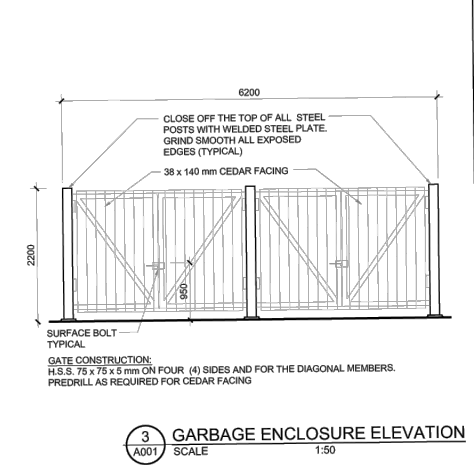 6200
CLOSE OFF THE TOP OF ALL STEEL
POSTS WITH WELDED STEEL PLATE.
GRIND SMOOTH ALL EXPOSED
EDGES (TYPICAL)
38 x 140 mm CEDAR FACING
2200
950
SURFACE BOLT
TYPICAL
GATE CONSTRUCTION:
H.S.S. 75 x 75 x 5 mm ON FOUR (4) SIDES AND FOR THE DIAGONAL MEMBERS.
PREDRILL AS REQUIRED FOR CEDAR FACING
3
A001
GARBAGE ENCLOSURE ELEVATION
SCALE 1:50